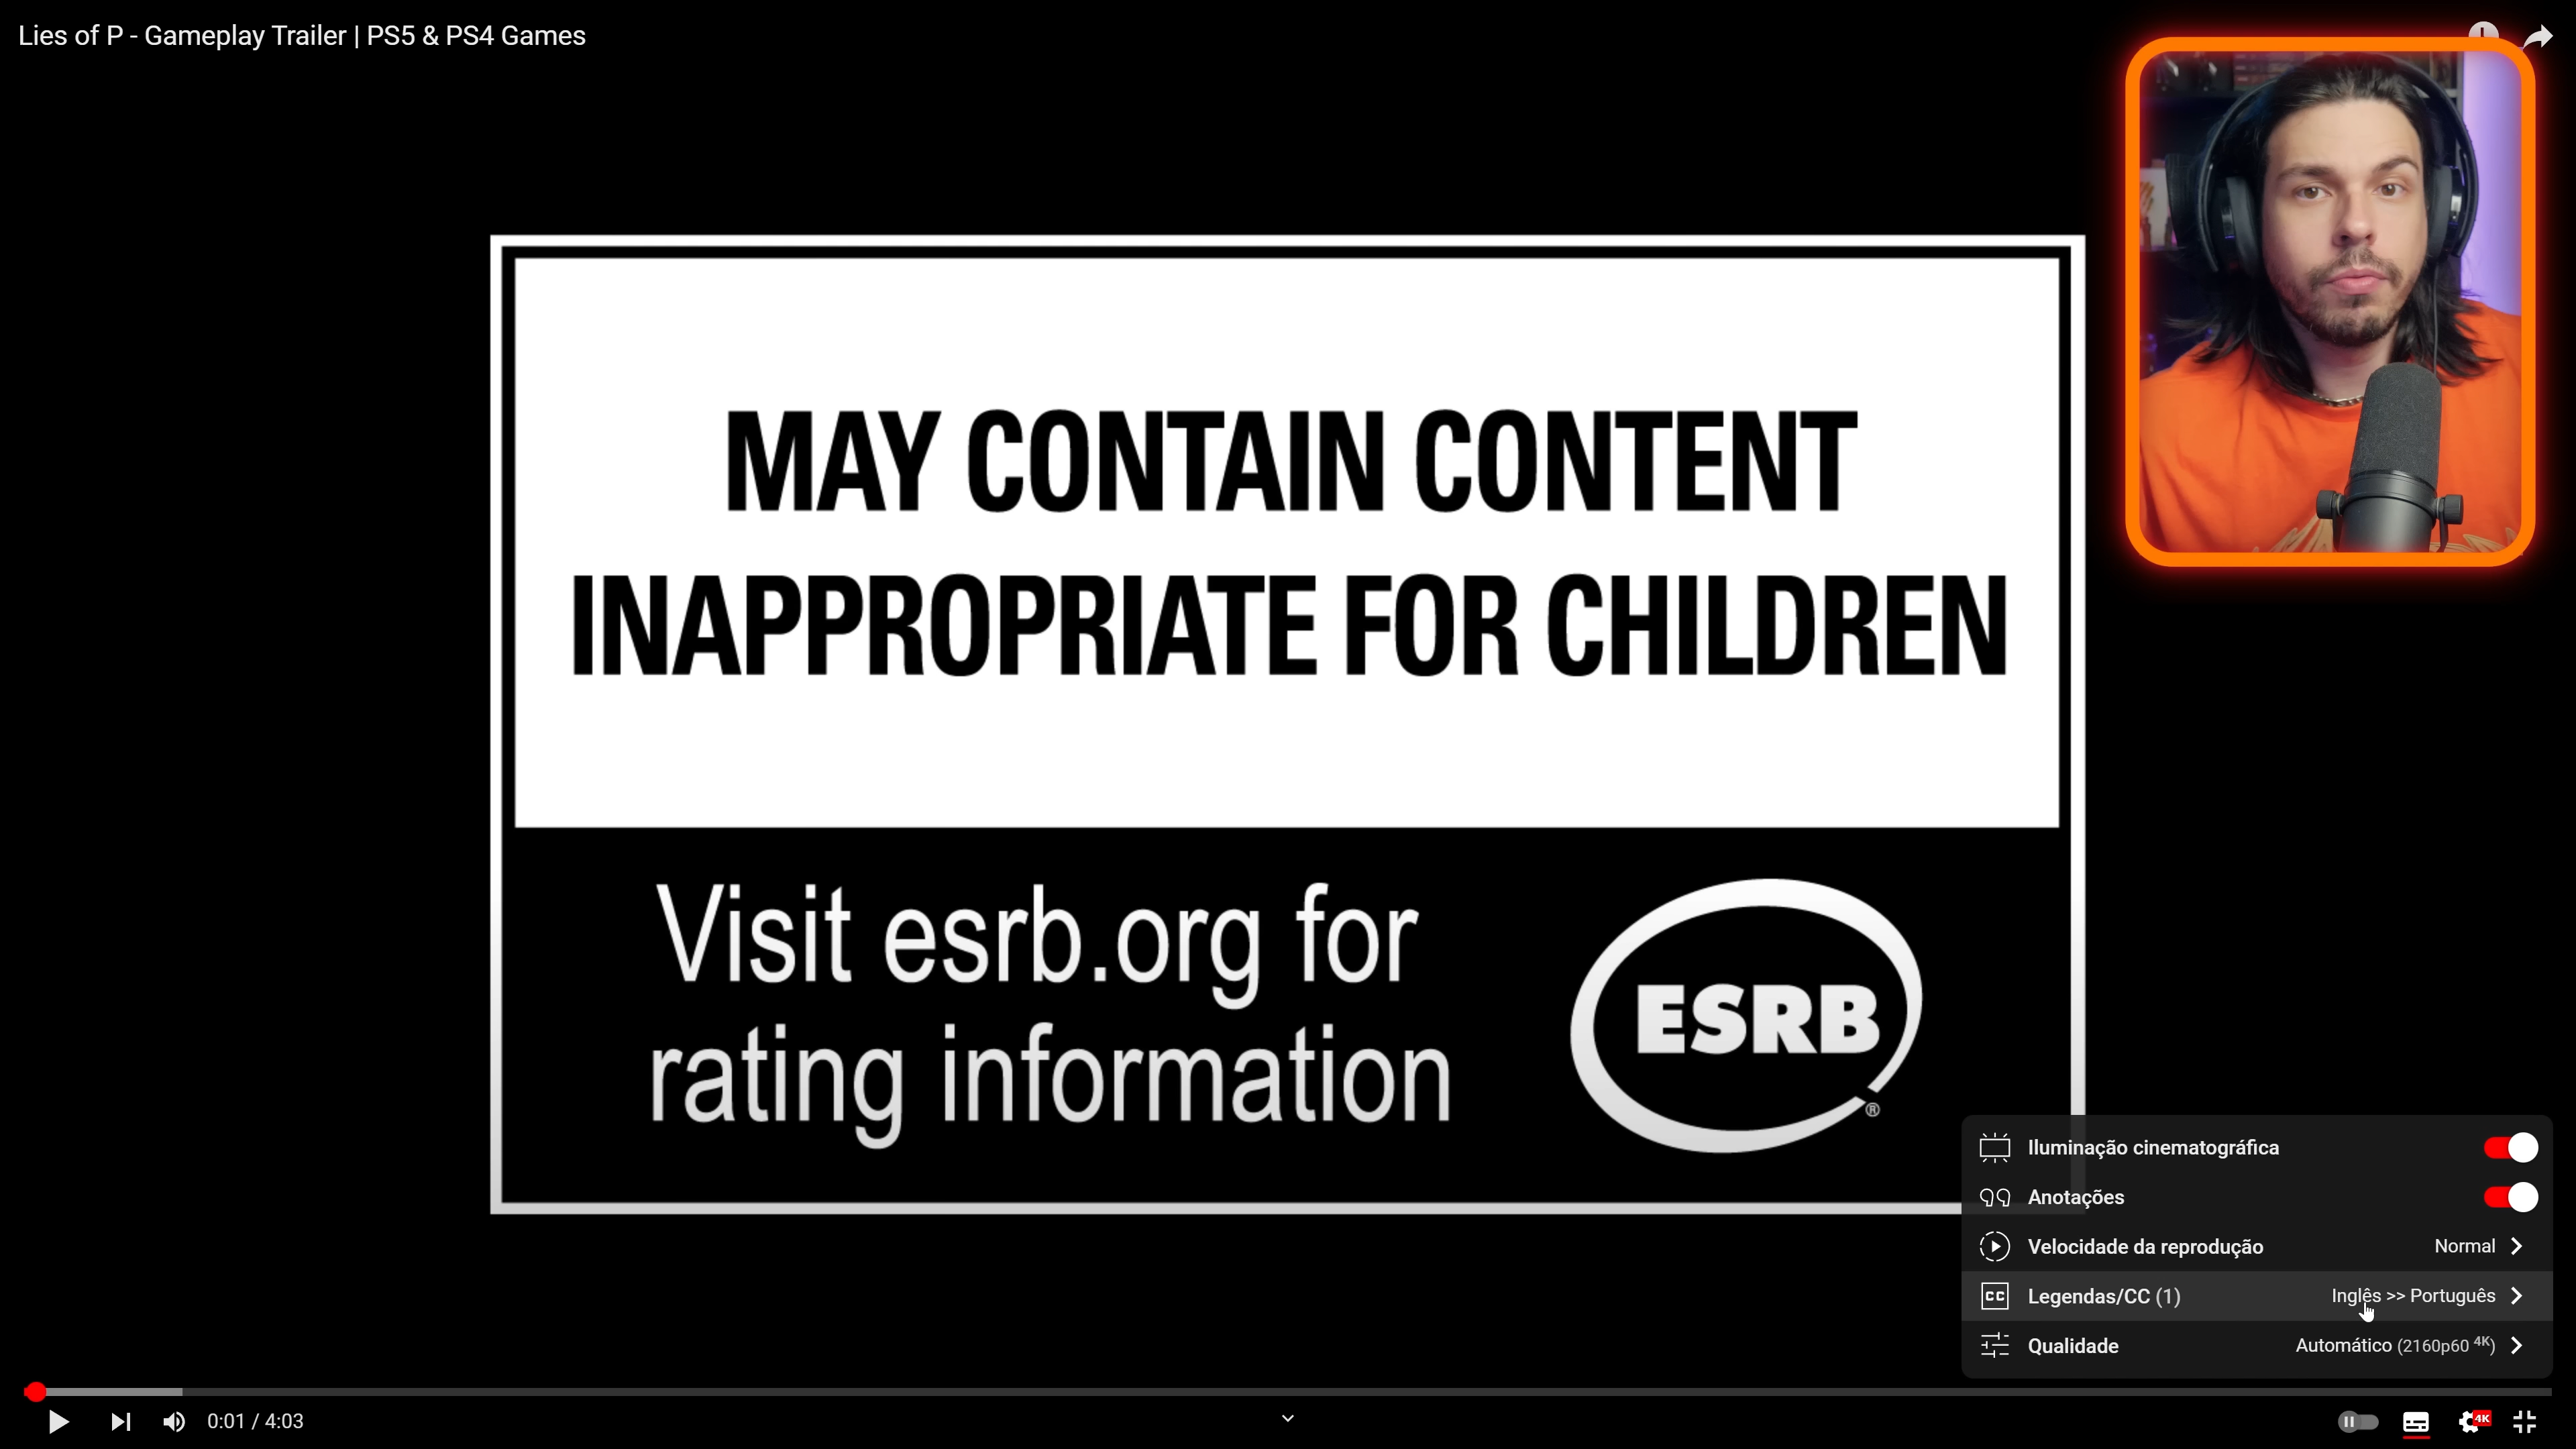 Lies of P - Gameplay Trailer | PS5 & PS4 Games
MAY CONTAIN CONTENT
INAPPROPRIATE FOR CHILDREN
Visit esrb.org for
rating information
ESRB
®
Iluminação cinematográfica
Anotações
Velocidade da reprodução Normal
CC Legendas/CC (1) Inglês >> Português
Qualidade Automático (2160p60 4K)
0:01 / 4:03
4K